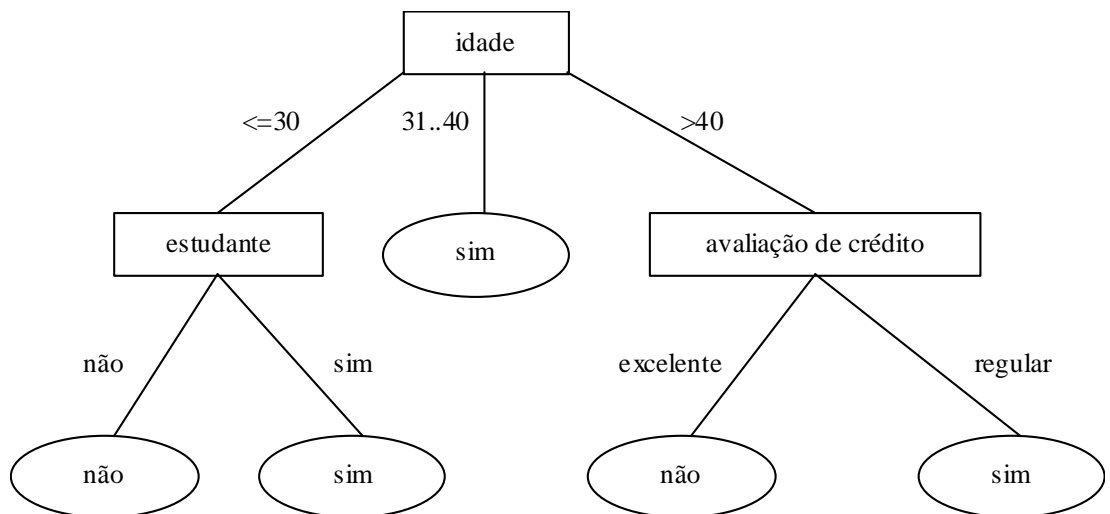 idade
<=30
31..40
>40
estudante
sim
avaliação de crédito
não
sim
excelente
regular
não
sim
não
sim